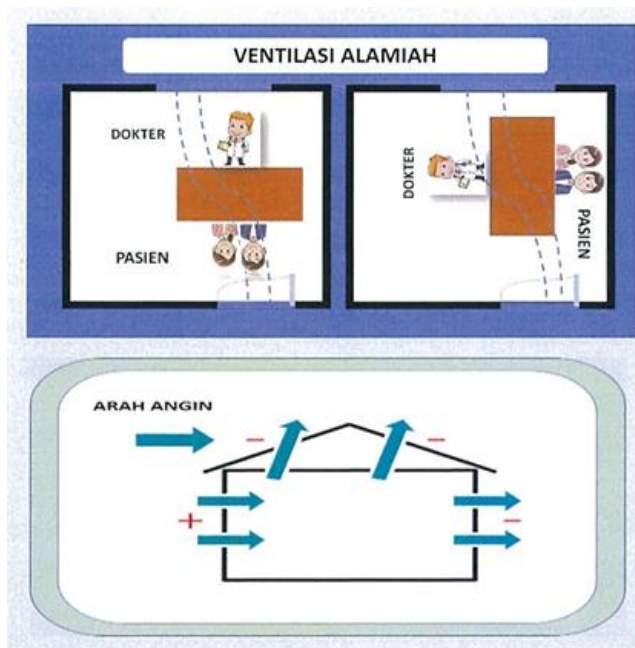 VENTILASI ALAMIAH
DOKTER
PASIEN
DOKTER
PASIEN
ARAH ANGIN
−
−
+
−